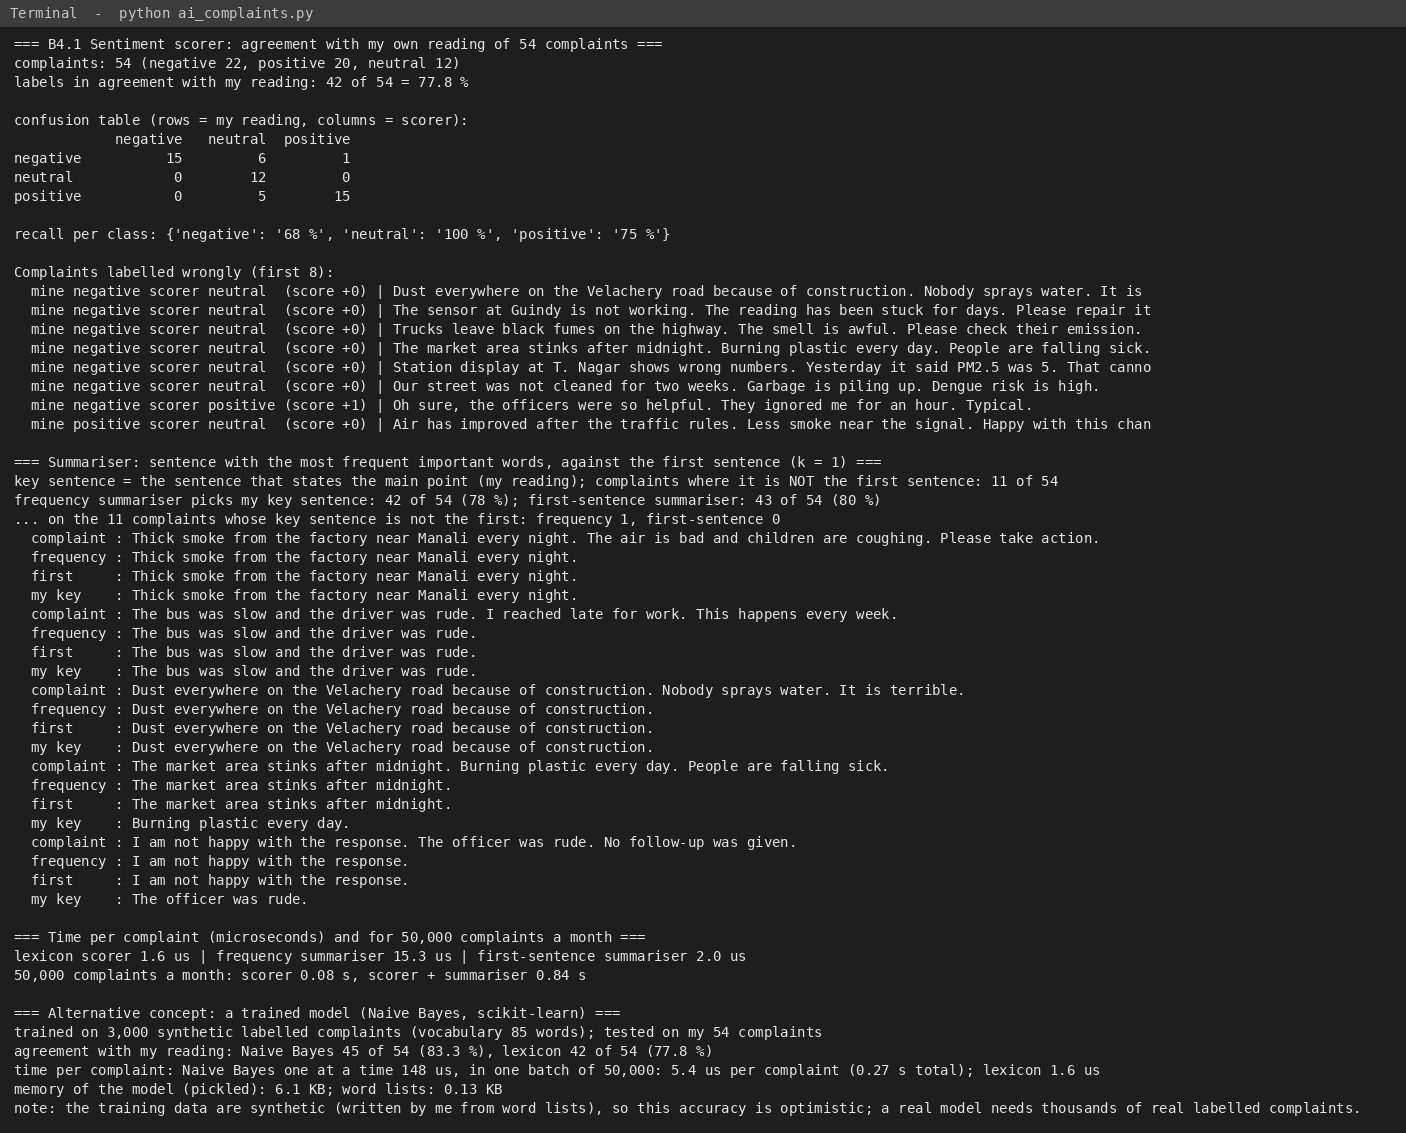 Terminal  -  python ai_complaints.py
=== B4.1 Sentiment scorer: agreement with my own reading of 54 complaints ===
complaints: 54 (negative 22, positive 20, neutral 12)
labels in agreement with my reading: 42 of 54 = 77.8 %
confusion table (rows = my reading, columns = scorer):
            negative   neutral  positive
negative          15         6         1
neutral            0        12         0
positive           0         5        15
recall per class: {'negative': '68 %', 'neutral': '100 %', 'positive': '75 %'}
Complaints labelled wrongly (first 8):
  mine negative scorer neutral  (score +0) | Dust everywhere on the Velachery road because of construction. Nobody sprays water. It is
  mine negative scorer neutral  (score +0) | The sensor at Guindy is not working. The reading has been stuck for days. Please repair it
  mine negative scorer neutral  (score +0) | Trucks leave black fumes on the highway. The smell is awful. Please check their emission.
  mine negative scorer neutral  (score +0) | The market area stinks after midnight. Burning plastic every day. People are falling sick.
  mine negative scorer neutral  (score +0) | Station display at T. Nagar shows wrong numbers. Yesterday it said PM2.5 was 5. That canno
  mine negative scorer neutral  (score +0) | Our street was not cleaned for two weeks. Garbage is piling up. Dengue risk is high.
  mine negative scorer positive (score +1) | Oh sure, the officers were so helpful. They ignored me for an hour. Typical.
  mine positive scorer neutral  (score +0) | Air has improved after the traffic rules. Less smoke near the signal. Happy with this chan
=== Summariser: sentence with the most frequent important words, against the first sentence (k = 1) ===
key sentence = the sentence that states the main point (my reading); complaints where it is NOT the first sentence: 11 of 54
frequency summariser picks my key sentence: 42 of 54 (78 %); first-sentence summariser: 43 of 54 (80 %)
... on the 11 complaints whose key sentence is not the first: frequency 1, first-sentence 0
  complaint : Thick smoke from the factory near Manali every night. The air is bad and children are coughing. Please take action.
  frequency : Thick smoke from the factory near Manali every night.
  first     : Thick smoke from the factory near Manali every night.
  my key    : Thick smoke from the factory near Manali every night.
  complaint : The bus was slow and the driver was rude. I reached late for work. This happens every week.
  frequency : The bus was slow and the driver was rude.
  first     : The bus was slow and the driver was rude.
  my key    : The bus was slow and the driver was rude.
  complaint : Dust everywhere on the Velachery road because of construction. Nobody sprays water. It is terrible.
  frequency : Dust everywhere on the Velachery road because of construction.
  first     : Dust everywhere on the Velachery road because of construction.
  my key    : Dust everywhere on the Velachery road because of construction.
  complaint : The market area stinks after midnight. Burning plastic every day. People are falling sick.
  frequency : The market area stinks after midnight.
  first     : The market area stinks after midnight.
  my key    : Burning plastic every day.
  complaint : I am not happy with the response. The officer was rude. No follow-up was given.
  frequency : I am not happy with the response.
  first     : I am not happy with the response.
  my key    : The officer was rude.
=== Time per complaint (microseconds) and for 50,000 complaints a month ===
lexicon scorer 1.6 us | frequency summariser 15.3 us | first-sentence summariser 2.0 us
50,000 complaints a month: scorer 0.08 s, scorer + summariser 0.84 s
=== Alternative concept: a trained model (Naive Bayes, scikit-learn) ===
trained on 3,000 synthetic labelled complaints (vocabulary 85 words); tested on my 54 complaints
agreement with my reading: Naive Bayes 45 of 54 (83.3 %), lexicon 42 of 54 (77.8 %)
time per complaint: Naive Bayes one at a time 148 us, in one batch of 50,000: 5.4 us per complaint (0.27 s total); lexicon 1.6 us
memory of the model (pickled): 6.1 KB; word lists: 0.13 KB
note: the training data are synthetic (written by me from word lists), so this accuracy is optimistic; a real model needs thousands of real labelled complaints.